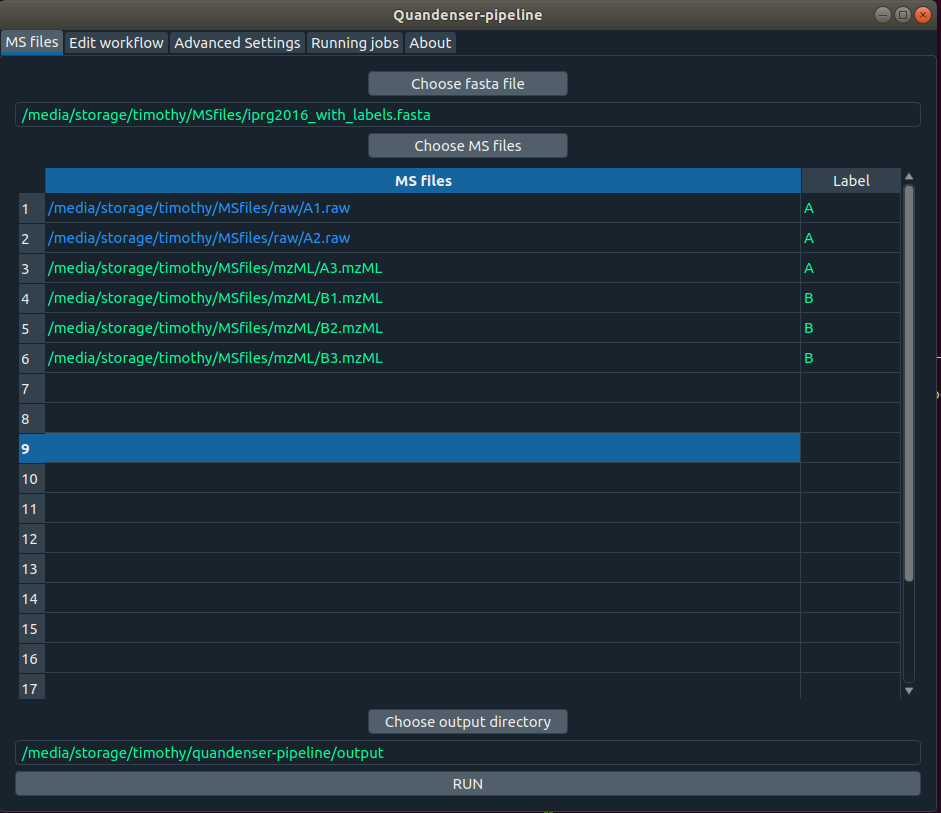 Quandenser-pipeline
MS files Edit workflow Advanced Settings Running jobs About
Choose fasta file
/media/storage/timothy/MSfiles/iprg2016_with_labels.fasta
Choose MS files
MS files Label
1 /media/storage/timothy/MSfiles/raw/A1.raw A
2 /media/storage/timothy/MSfiles/raw/A2.raw A
3 /media/storage/timothy/MSfiles/mzML/A3.mzML A
4 /media/storage/timothy/MSfiles/mzML/B1.mzML B
5 /media/storage/timothy/MSfiles/mzML/B2.mzML B
6 /media/storage/timothy/MSfiles/mzML/B3.mzML B
7
8
9
10
11
12
13
14
15
16
17
Choose output directory
/media/storage/timothy/quandenser-pipeline/output
RUN